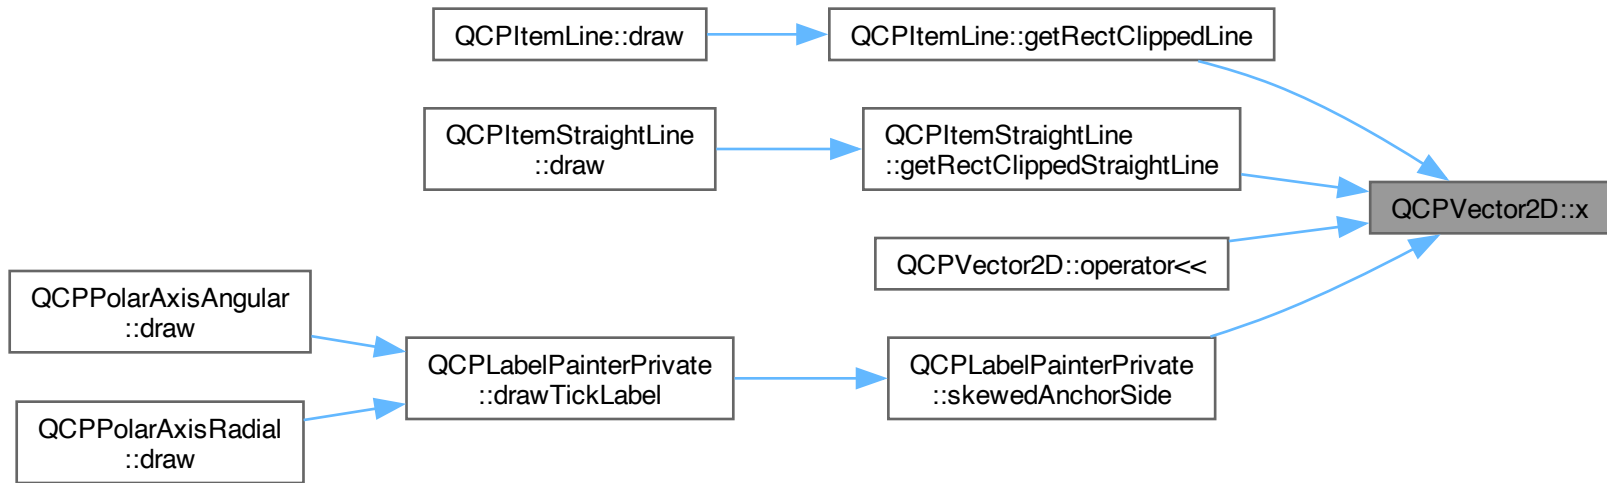 QCPItemLine::draw
QCPItemLine::getRectClippedLine
QCPItemStraightLine
::draw
QCPItemStraightLine
::getRectClippedStraightLine
QCPVector2D::x
QCPVector2D::operator<<
QCPPolarAxisAngular
::draw
QCPLabelPainterPrivate
::drawTickLabel
QCPLabelPainterPrivate
::skewedAnchorSide
QCPPolarAxisRadial
::draw